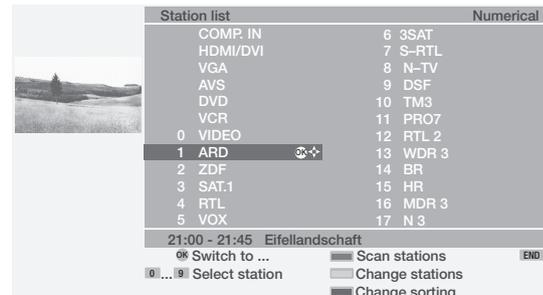 Station list Numerical
COMP. IN
HDMI/DVI
VGA
AVS
DVD
VCR
0 VIDEO
1 ARD OK
2 ZDF
3 SAT.1
4 RTL
5 VOX
6 3SAT
7 S–RTL
8 N–TV
9 DSF
10 TM3
11 PRO7
12 RTL 2
13 WDR 3
14 BR
15 HR
16 MDR 3
17 N 3
21:00 - 21:45 Eifellandschaft
OK Switch to ...
0 ... 9 Select station
Scan stations
Change stations
Change sorting
END